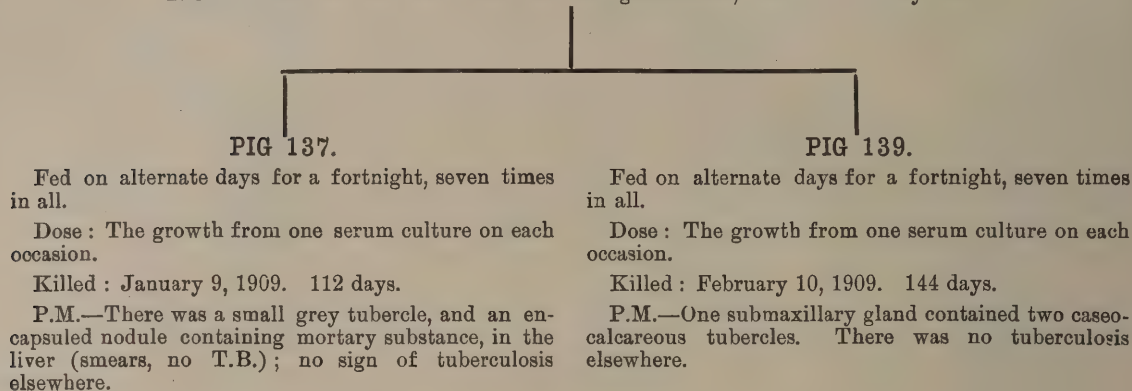 PIG 137.
Fed on alternate days for a fortnight, seven times
in all.
Dose : The growth from one serum culture on each
occasion.
Killed : January 9, 1909. 112 days.
P.M.—There was a small grey tubercle, and an en-
capsuled nodule containing mortary substance, in the
liver (smears, no T.B.) ; no sign of tuberculosis
elsewhere.
PIG 139.
Fed on alternate days for a fortnight, seven times
in all.
Dose : The growth from one serum culture on each
occasion.
Killed : February 10, 1909. 144 days.
P.M.—One submaxillary gland contained two caseo-
calcareous tubercles. There was no tuberculosis
elsewhere.